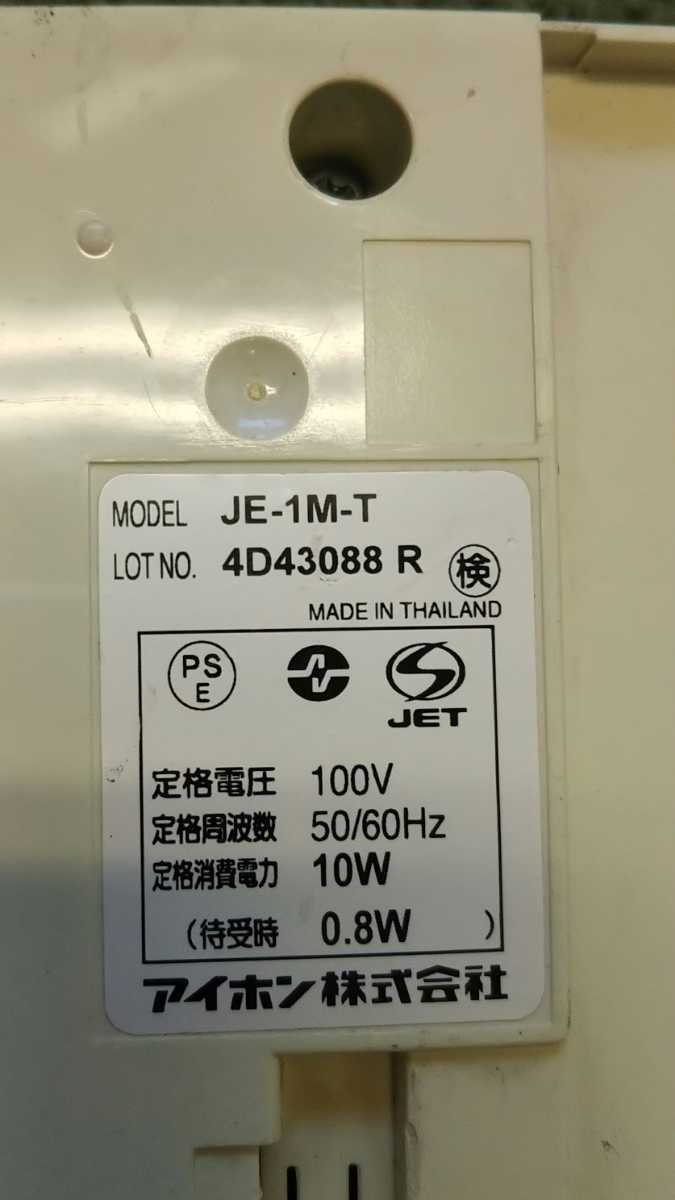 MODEL JE-1M-T
LOT NO. 4D43088 R 検
MADE IN THAILAND
PS
E
JET
定格電圧 100V
定格周波数 50/60Hz
定格消費電力 10W
(待受時 0.8W )
アイホン株式会社